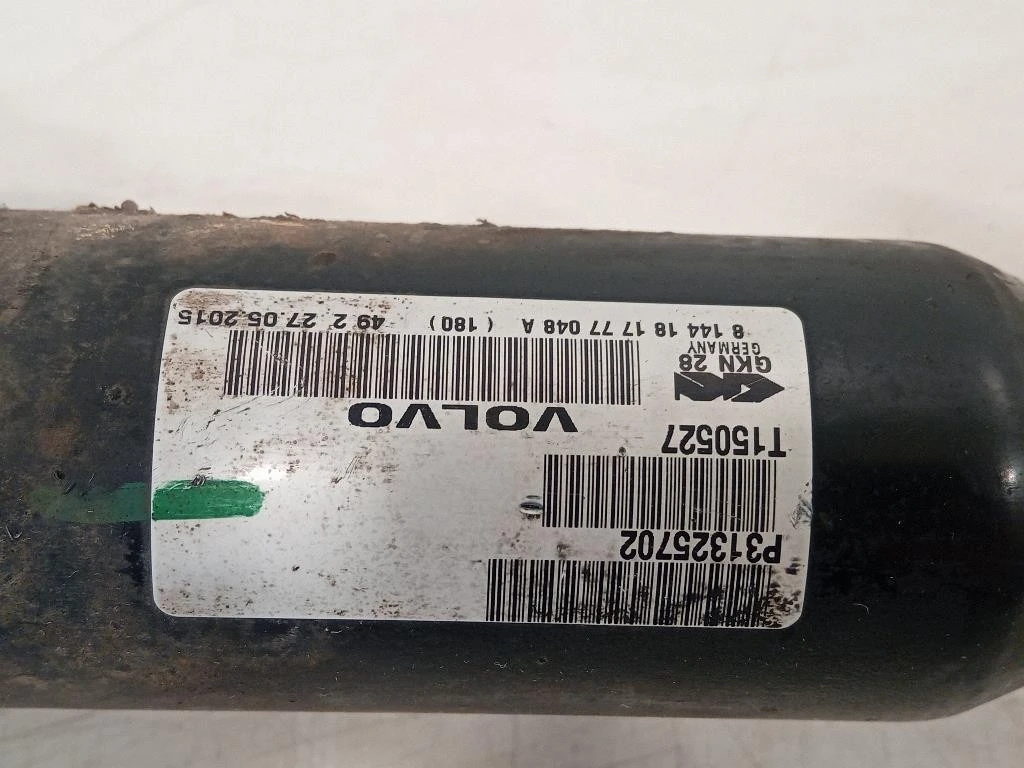 P31325702
T150527
VOLVO
GKN 28
GERMANY
8 144 18 17 77 048 A ( 180 ) 49 2 27.05.2015